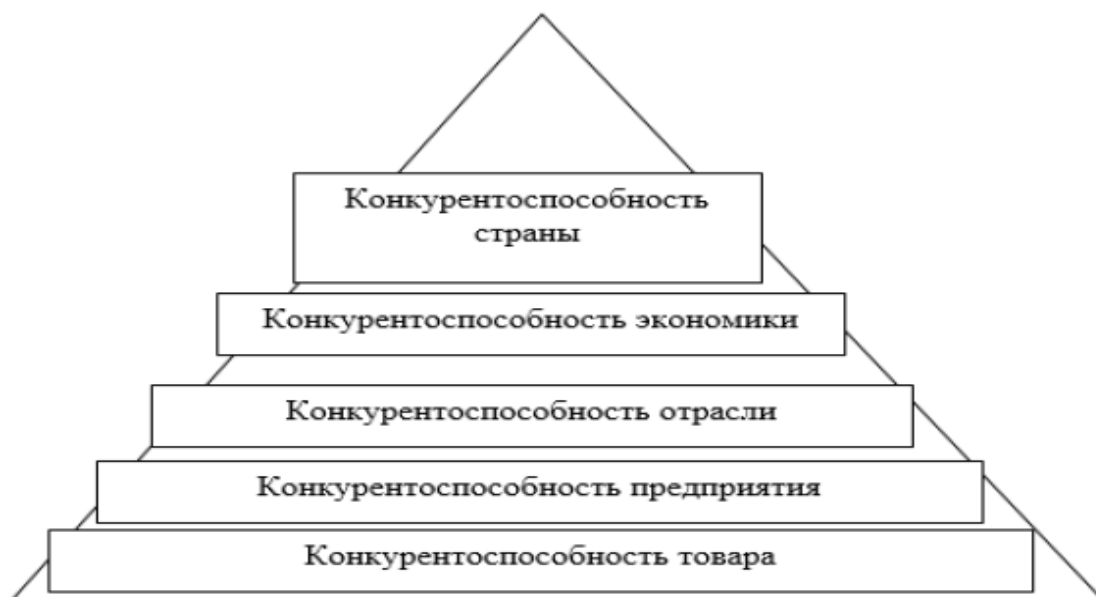 Конкурентоспособность
страны
Конкурентоспособность экономики
Конкурентоспособность отрасли
Конкурентоспособность предприятия
Конкурентоспособность товара